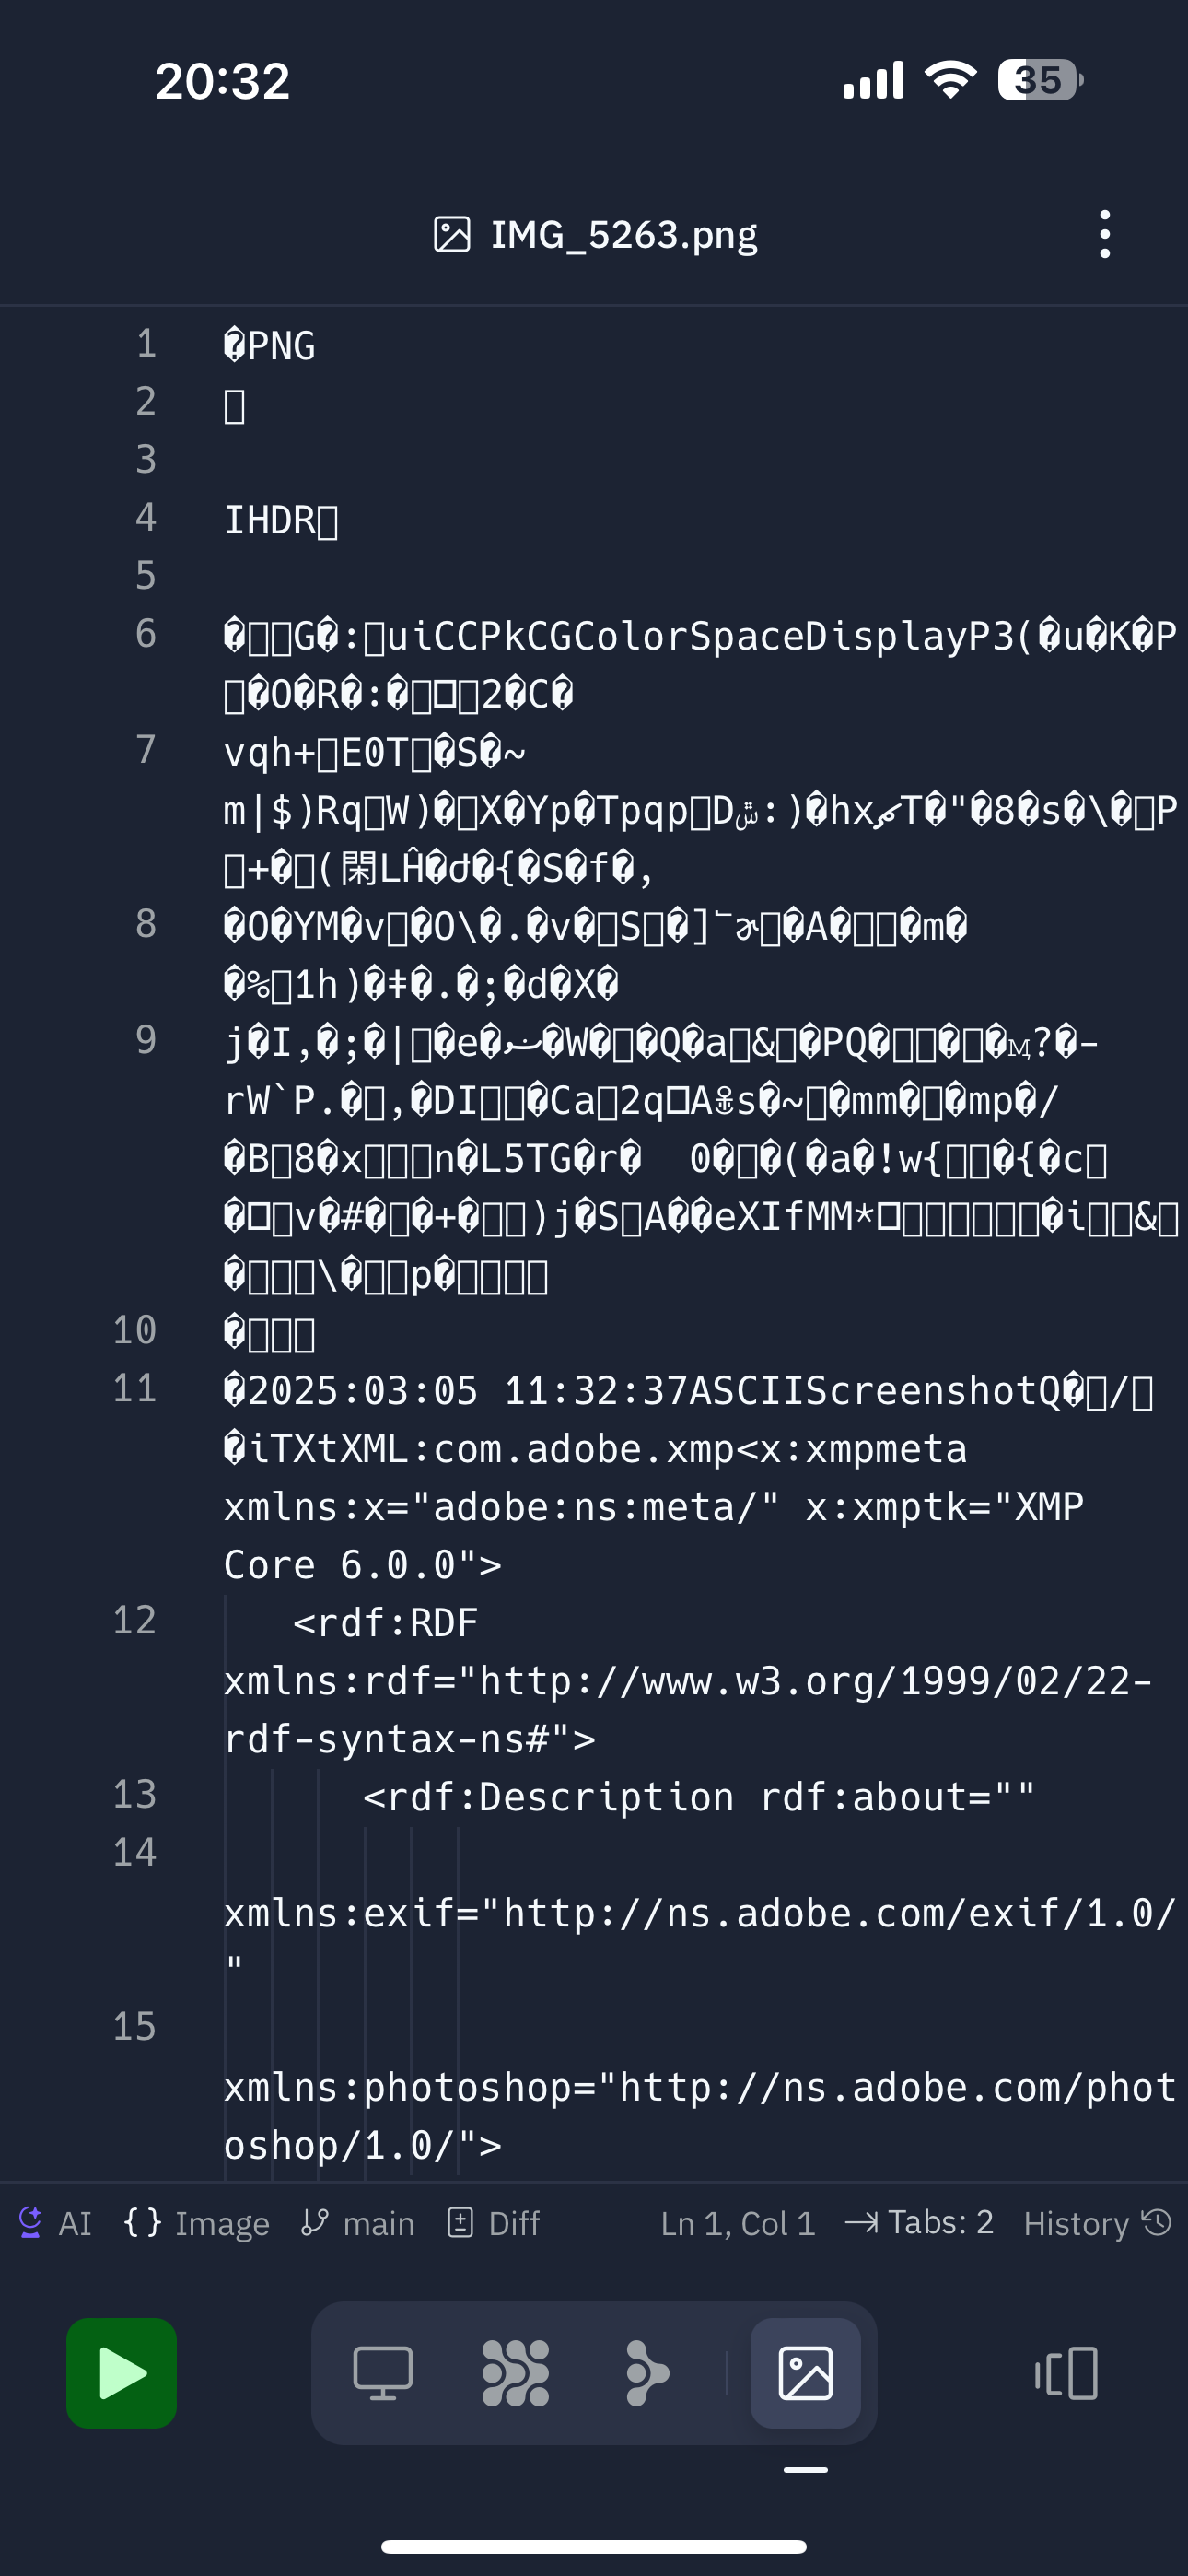 20:32
35
IMG_5263.png
1 �PNG
2
3
4 IHDR
5
6 �G�:uiCCPkCGColorSpaceDisplayP3(�u�K�P
�O�R�:�2�C�
7 vqh+E0T�S�~
m|$)RqW)�X�Yp�TpqpD
:)�hx
T�"�8�s�\�P
+�(閑LĤ�ď�{�S�f�,
8 �O�YM�v�O\�.�v�S�]
�A��m�
�%1h)�ǂ�.�;�d�X�
9 j�I,�;�|�e�
�W��Q�a&�PQ���
?�-
rW`P.�,�DI�Ca2qA
s�~�mm��mp�/
�B8�xn�L5TG�r� 0��(�a�!w{�{�c
�v�#��+�)j�SA��eXIfMM*�i&
�\�p�
10 �
11 �2025:03:05 11:32:37ASCIIScreenshotQ�/
�iTXtXML:com.adobe.xmp<x:xmpmeta
xmlns:x="adobe:ns:meta/" x:xmptk="XMP
Core 6.0.0">
12 <rdf:RDF
xmlns:rdf="http://www.w3.org/1999/02/22-
rdf-syntax-ns#">
13 <rdf:Description rdf:about=""
14
xmlns:exif="http://ns.adobe.com/exif/1.0/
"
15
xmlns:photoshop="http://ns.adobe.com/phot
oshop/1.0/">
AI {} Image main Diff Ln 1, Col 1 Tabs: 2 History